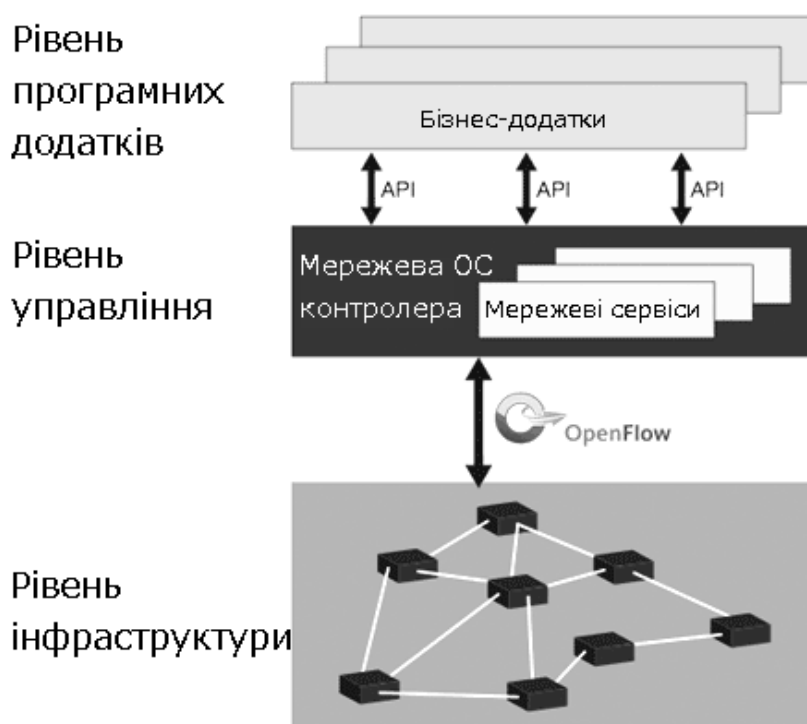 Рівень
програмних
додатків
Бізнес-додатки
API
API
API
Рівень
управління
Мережева ОС
контролера
Мережеві сервіси
OpenFlow
Рівень
інфраструктури